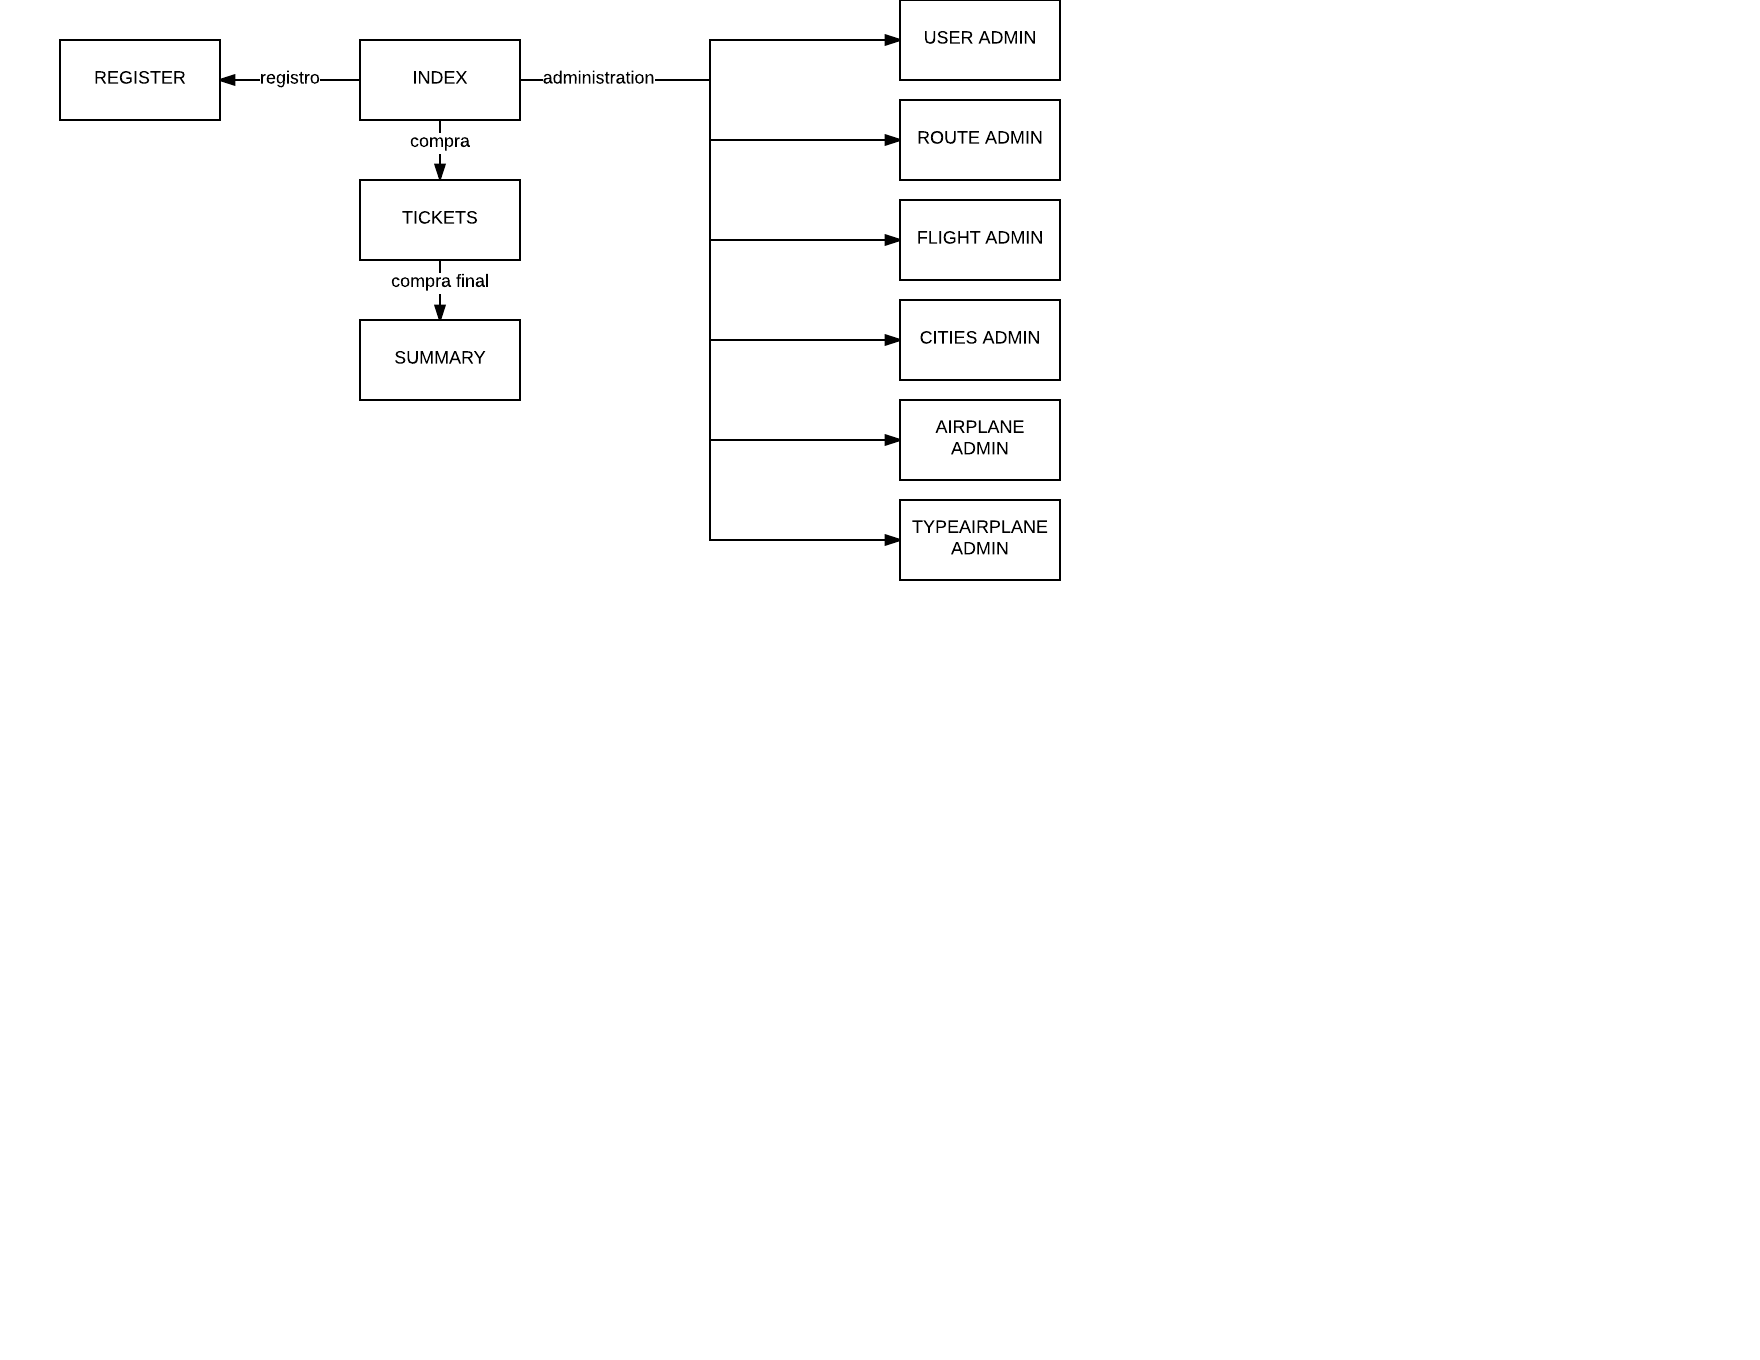 USER ADMIN
REGISTER
registro
INDEX
administration
ROUTE ADMIN
compra
TICKETS
FLIGHT ADMIN
compra final
SUMMARY
CITIES ADMIN
AIRPLANE
ADMIN
TYPEAIRPLANE
ADMIN